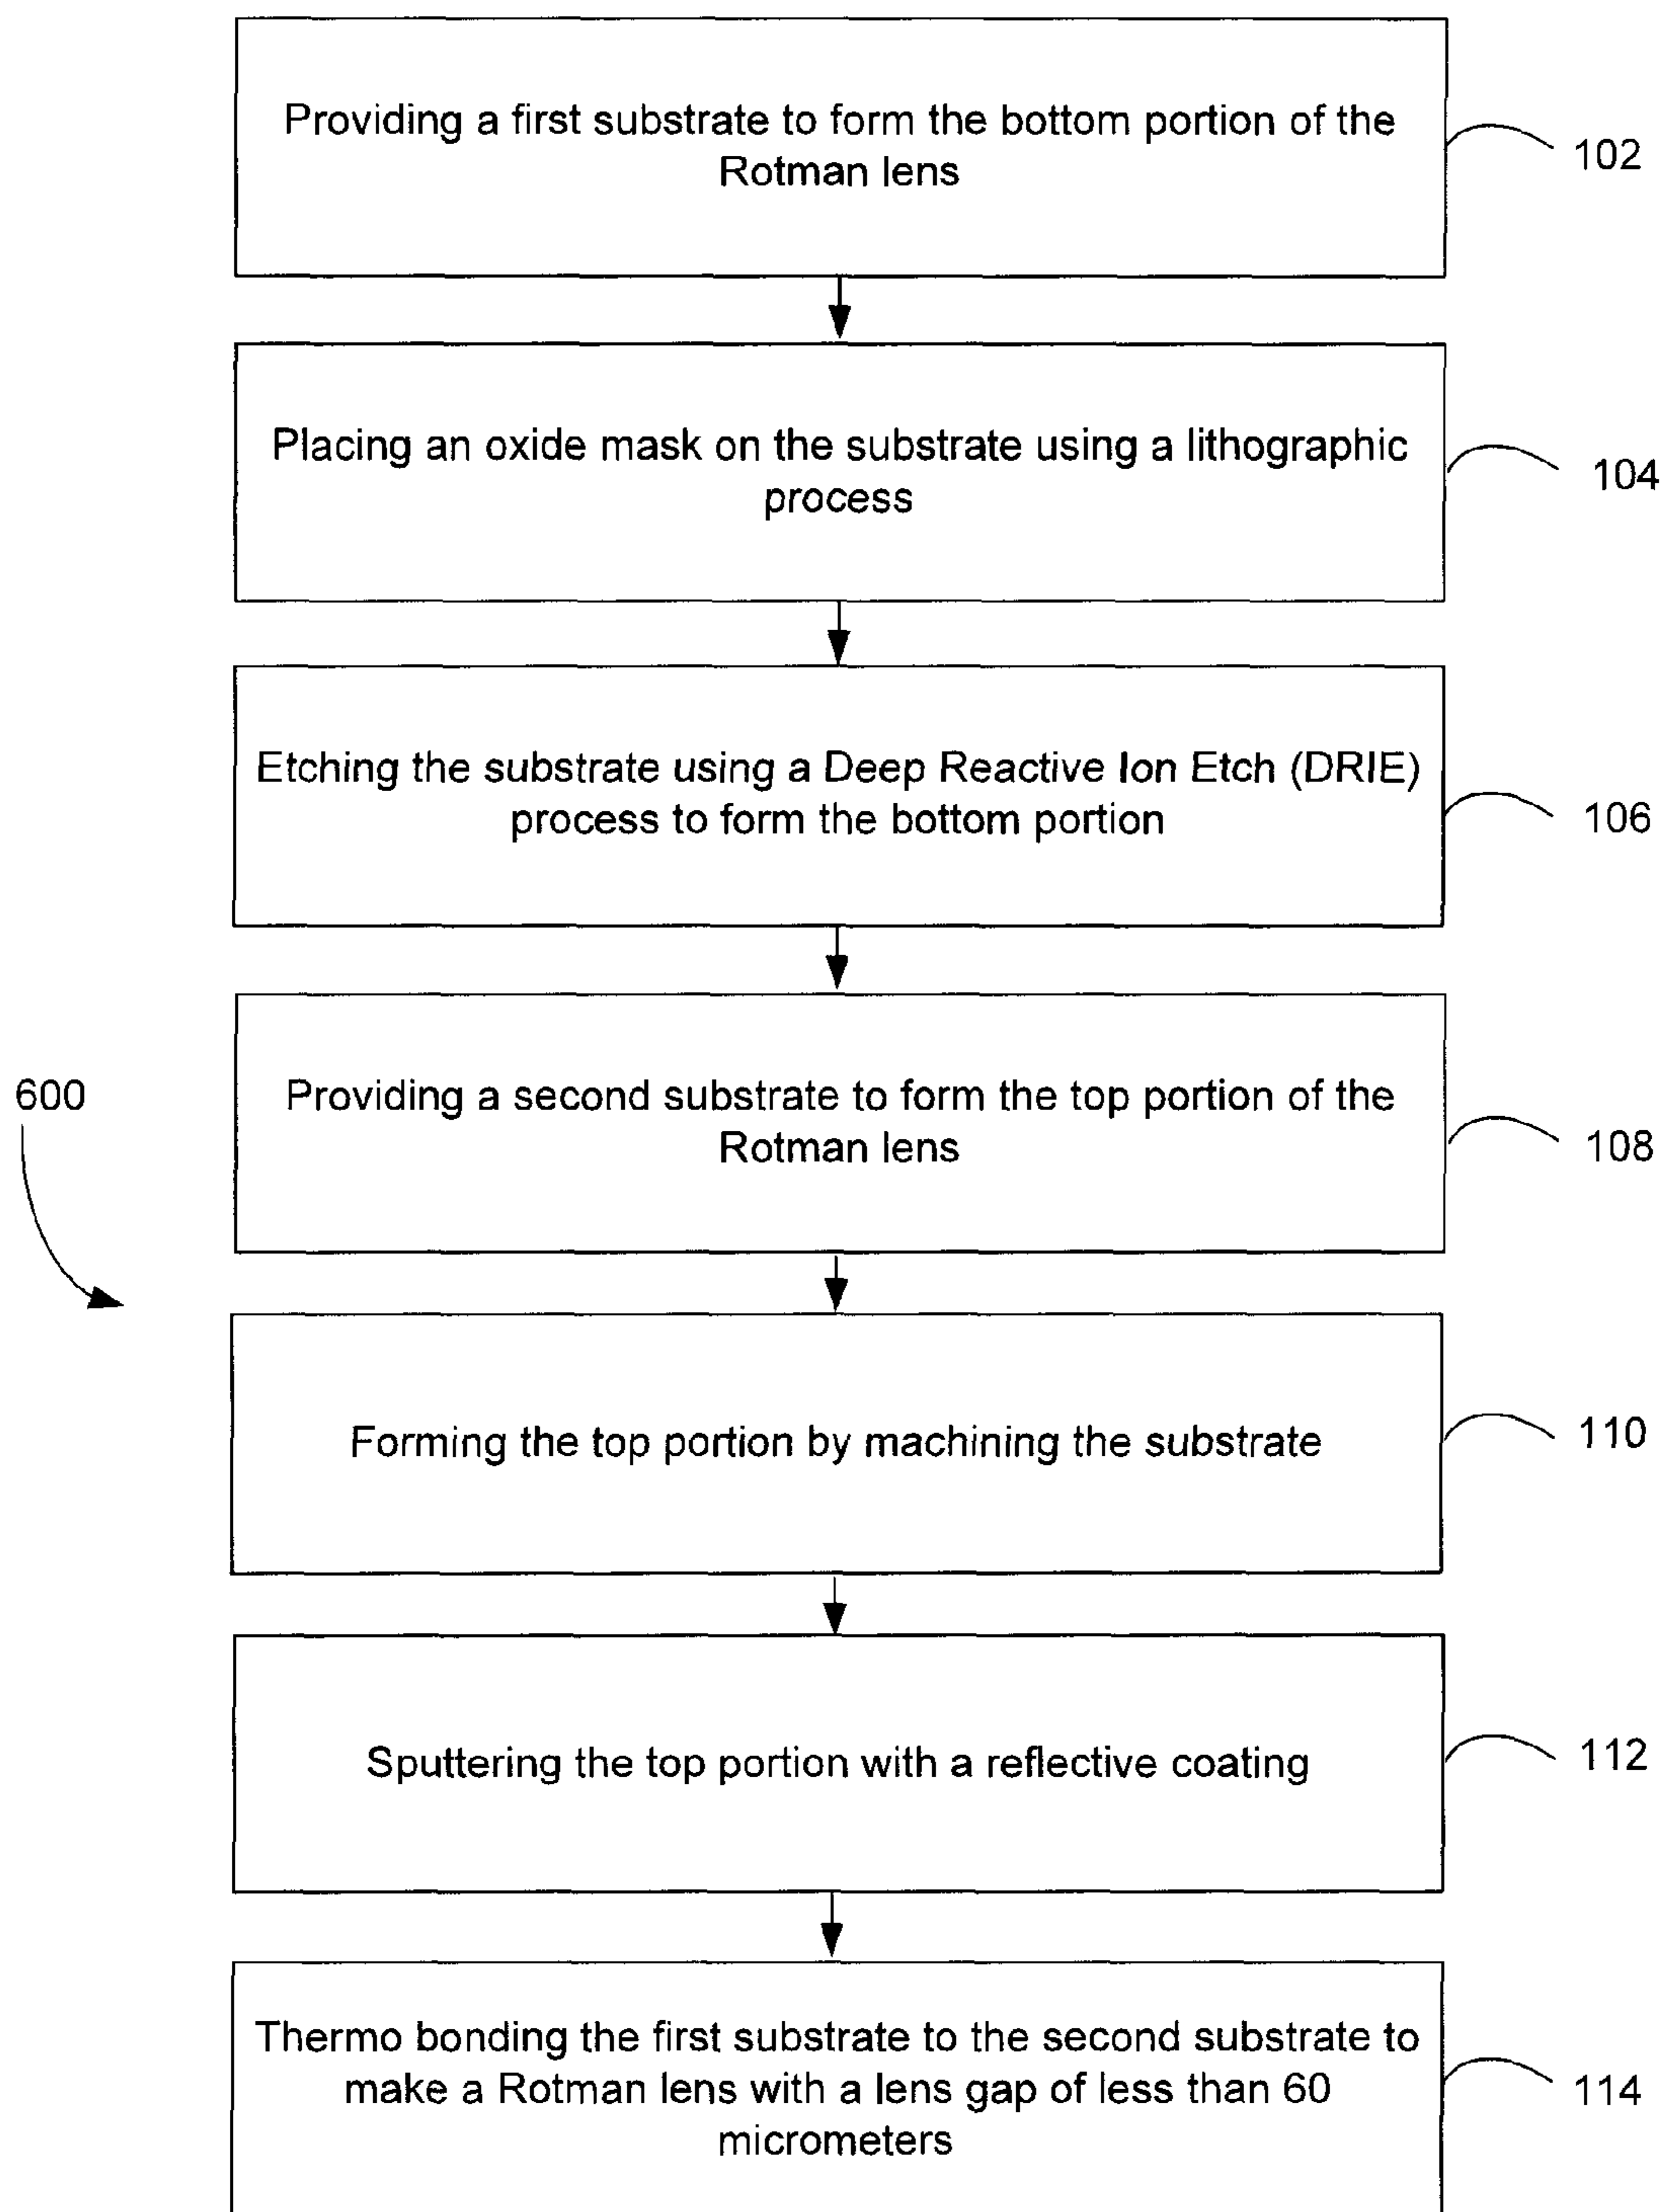 Providing a first substrate to form the bottom portion of the
Rotman lens
102
Placing an oxide mask on the substrate using a lithographic
process
104
Etching the substrate using a Deep Reactive Ion Etch (DRIE)
process to form the bottom portion
106
600
Providing a second substrate to form the top portion of the
Rotman lens
108
Forming the top portion by machining the substrate
110
Sputtering the top portion with a reflective coating
112
Thermo bonding the first substrate to the second substrate to
make a Rotman lens with a lens gap of less than 60
micrometers
114